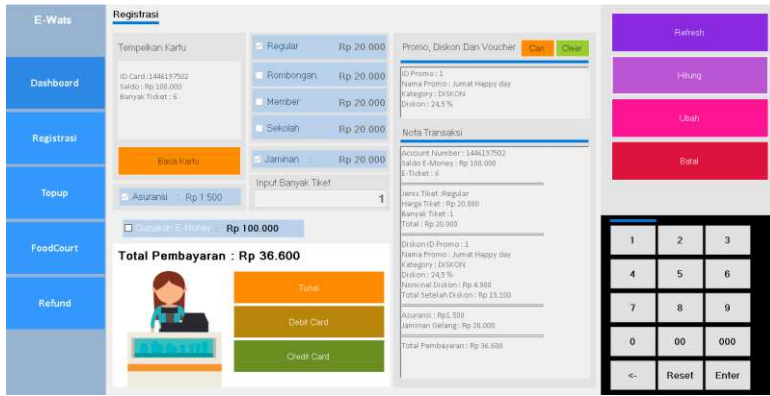 E-Wats
Dashboard
Registrasi
Topup
FoodCourt
Refund
Registrasi
Tempelkan Kartu
ID Card:1446197502
Saldo : Rp 100.000
Banyak Ticket : 6
Baca Kartu
Asuransi : Rp 1.500
Regular Rp 20.000
Rombongan Rp 20.000
Member Rp 20.000
Sekolah Rp 20.000
Jaminan : Rp 20.000
Input Banyak Tiket
1
Gunakan E-Money : Rp 100.000
Total Pembayaran : Rp 36.600
Tunai
Debit Card
Credit Card
Promo, Diskon Dan Voucher Cari Clear
ID Promo : 1
Nama Promo : Jumat Happy day
Kategory : DISKON
Diskon : 24,5 %
Nota Transaksi
Account Number : 1446197502
Saldo E-Money : Rp 100.000
E-Ticket : 6
Jenis Tiket :Regular
Harga Tiket : Rp 20.000
Banyak Tiket :1
Total : Rp 20.000
Diskon ID Promo : 1
Nama Promo : Jumat Happy day
Kategory : DISKON
Diskon : 24,5 %
Nominal Diskon : Rp 4.900
Total Setelah Diskon : Rp 15.100
Asuransi : Rp1.500
Jaminan Gelang : Rp 20.000
Total Pembayaran : Rp 36.600
Refresh
Hitung
Ubah
Batal
1 2 3
4 5 6
7 8 9
0 00 000
<- Reset Enter